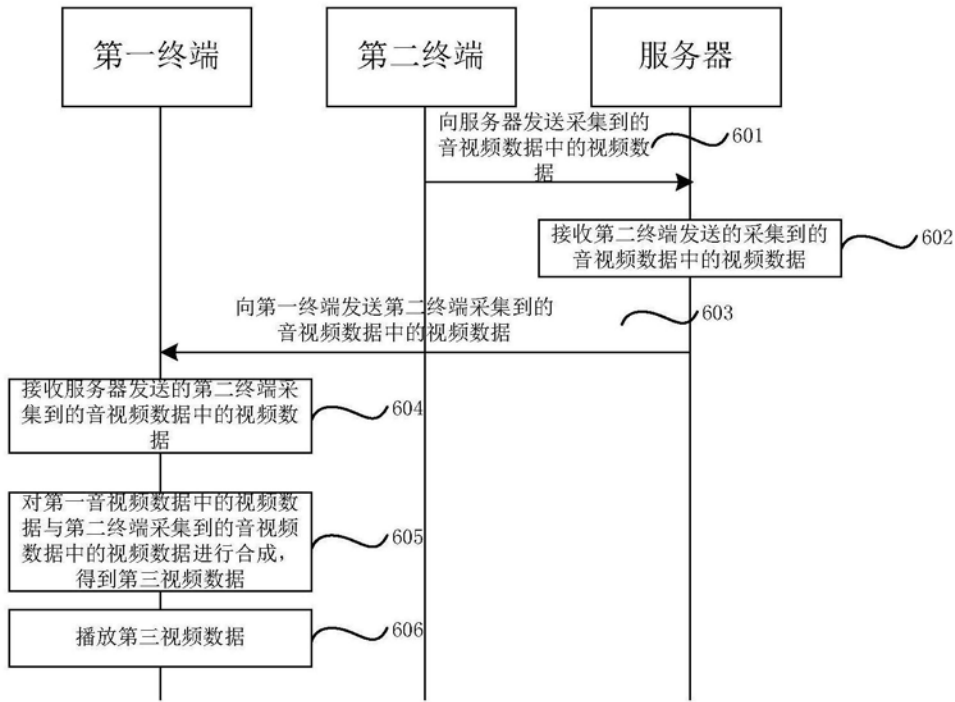 第一终端
第二终端
服务器
向服务器发送采集到的
音视频数据中的视频数
据
601
接收第二终端发送的采集到的
音视频数据中的视频数据
602
向第一终端发送第二终端采集到的
音视频数据中的视频数据
603
接收服务器发送的第二终端采
集到的音视频数据中的视频数
据
604
对第一音视频数据中的视频数
据与第二终端采集到的音视频
数据中的视频数据进行合成，
得到第三视频数据
605
播放第三视频数据
606